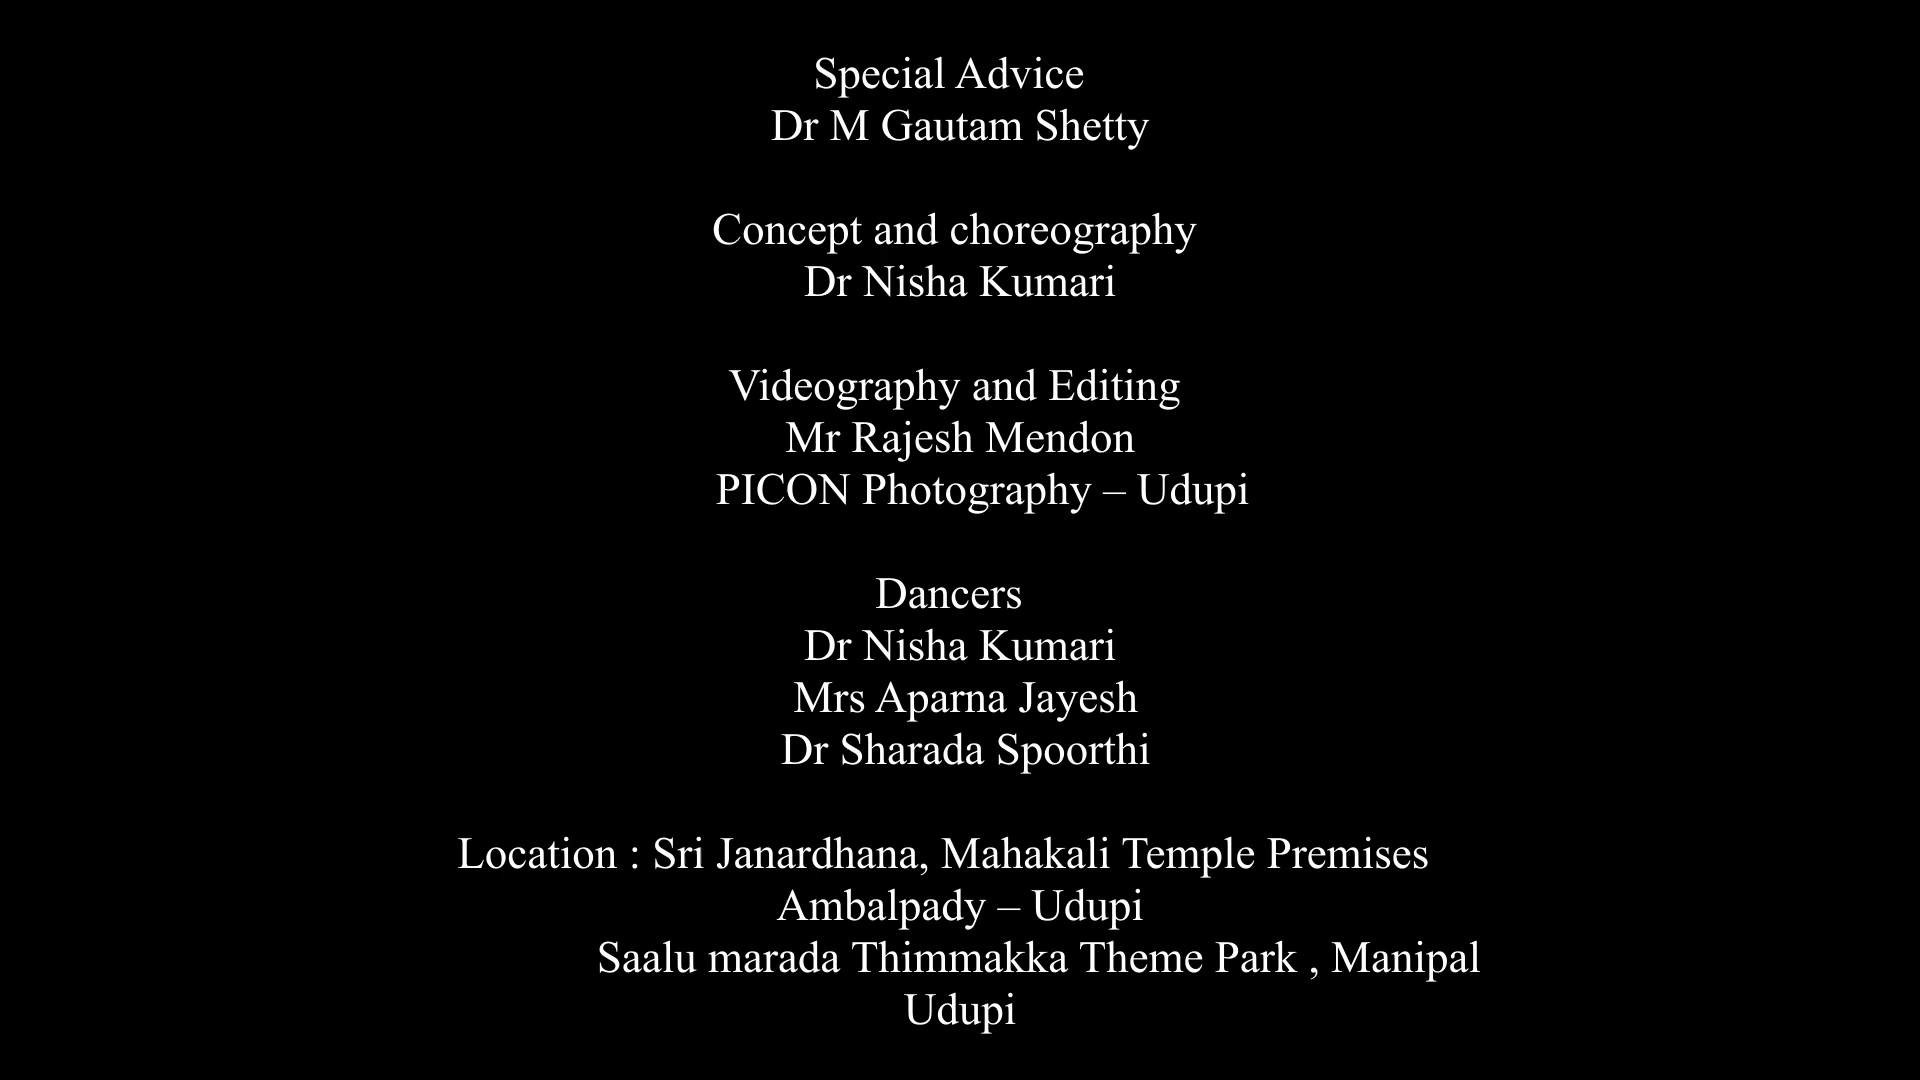 Special Advice
Dr M Gautam Shetty
Concept and choreography
Dr Nisha Kumari
Videography and Editing
Mr Rajesh Mendon
PICON Photography – Udupi
Dancers
Dr Nisha Kumari
Mrs Aparna Jayesh
Dr Sharada Spoorthi
Location : Sri Janardhana, Mahakali Temple Premises
Ambalpady – Udupi
Saalu marada Thimmakka Theme Park , Manipal
Udupi